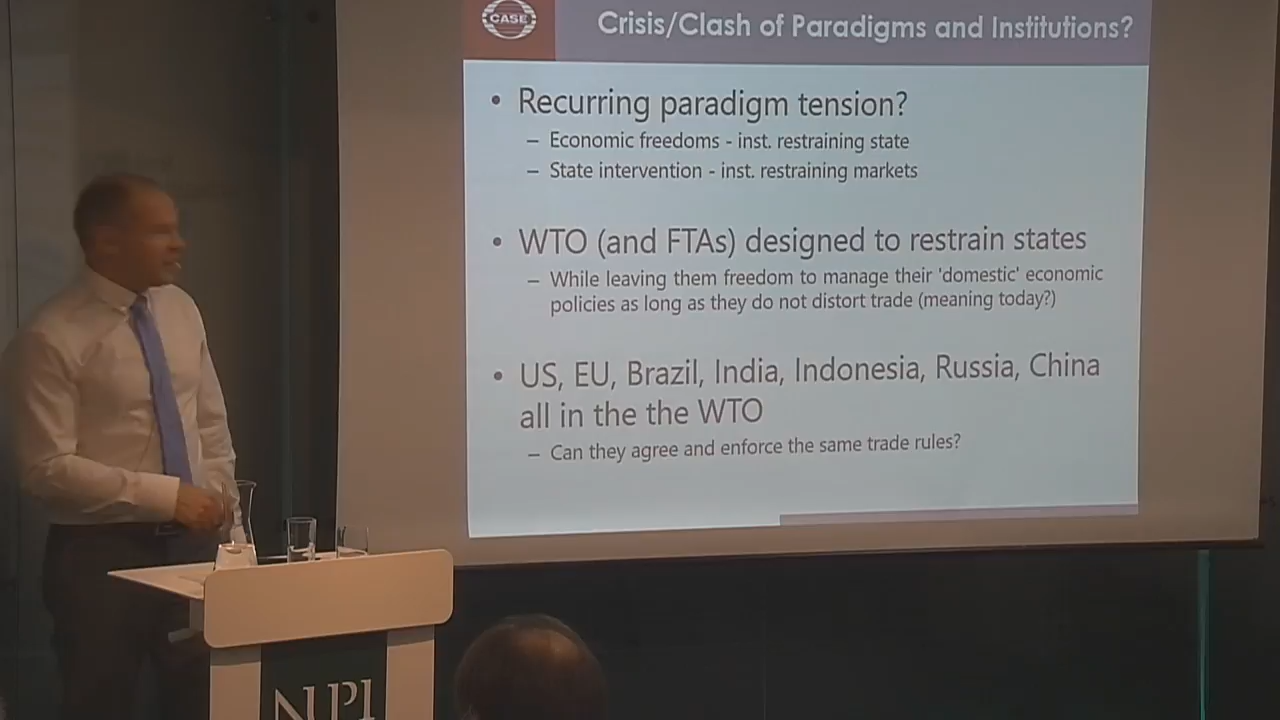 CASE
Crisis/Clash of Paradigms and Institutions?
• Recurring paradigm tension?
– Economic freedoms - inst. restraining state
– State intervention - inst. restraining markets
• WTO (and FTAs) designed to restrain states
– While leaving them freedom to manage their 'domestic' economic
policies as long as they do not distort trade (meaning today?)
• US, EU, Brazil, India, Indonesia, Russia, China
all in the the WTO
– Can they agree and enforce the same trade rules?
NUPI